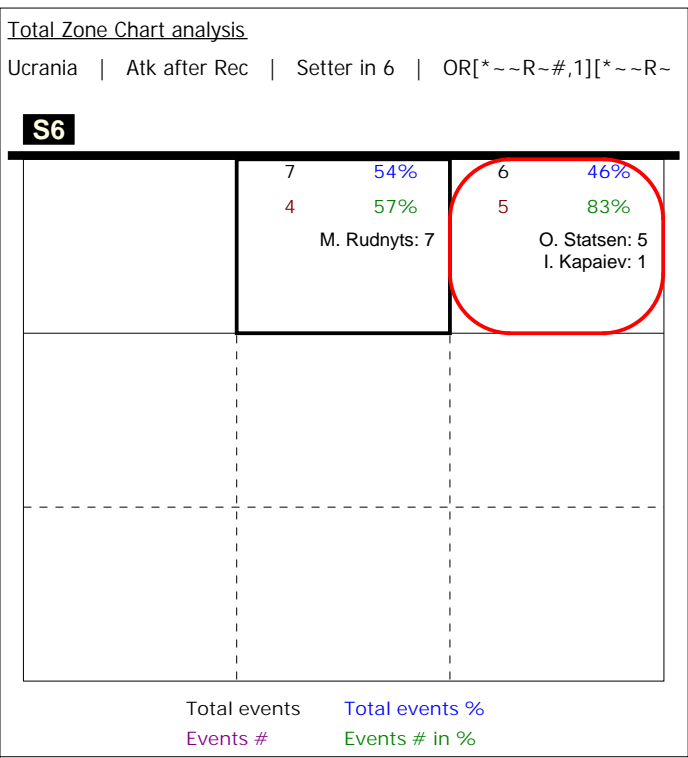 Total Zone Chart analysis
Ucrania | Atk after Rec | Setter in 6 | OR[*~~R~#,1][*~~R~
S6
7 54% 6 46%
4 57% 5 83%
M. Rudnyts: 7 O. Statsen: 5
I. Kapaiev: 1
Total events Total events %
Events # Events # in %